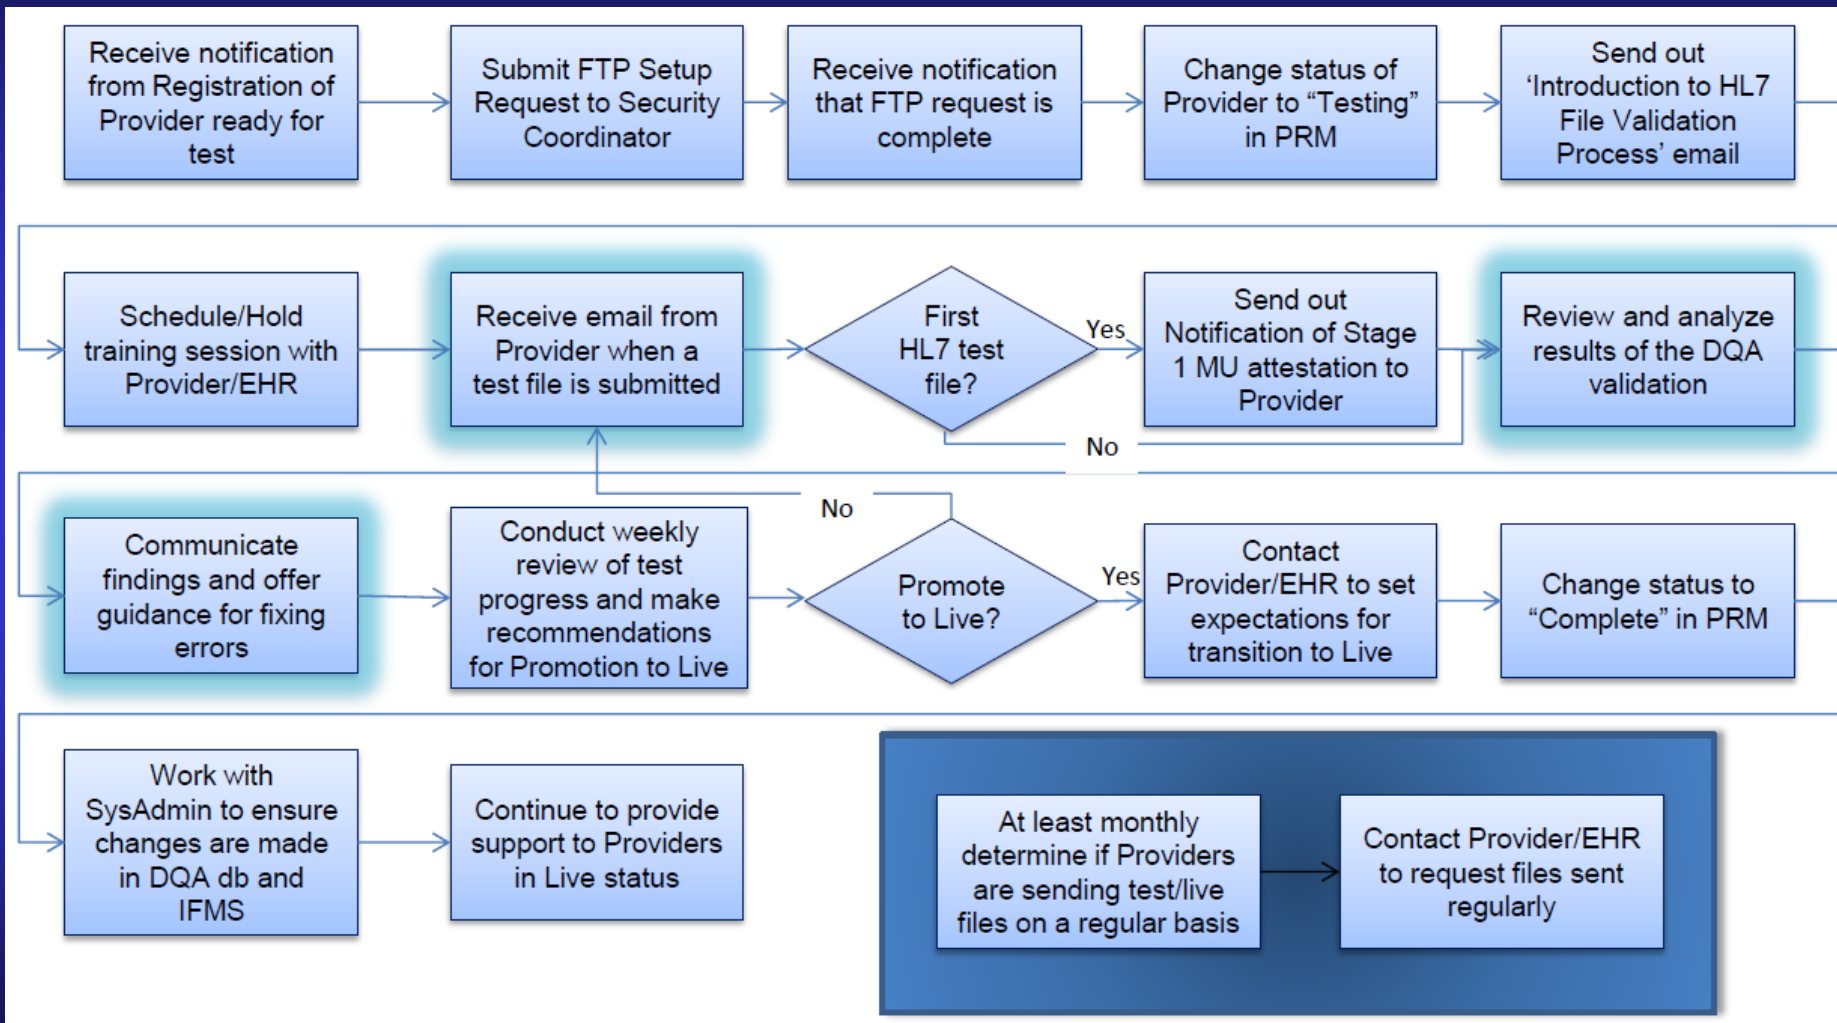 Receive notification
from Registration of
Provider ready for
test
Submit FTP Setup
Request to Security
Coordinator
Receive notification
that FTP request is
complete
Change status of
Provider to “Testing”
in PRM
Send out
‘Introduction to HL7
File Validation
Process’ email
Schedule/Hold
training session with
Provider/EHR
Receive email from
Provider when a
test file is submitted
First
HL7 test
file?
Yes
No
Send out
Notification of Stage
1 MU attestation to
Provider
Review and analyze
results of the DQA
validation
Communicate
findings and offer
guidance for fixing
errors
Conduct weekly
review of test
progress and make
recommendations
for Promotion to Live
No
Promote
to Live?
Yes
Contact
Provider/EHR to set
expectations for
transition to Live
Change status to
“Complete” in PRM
Work with
SysAdmin to ensure
changes are made
in DQA db and
IFMS
Continue to provide
support to Providers
in Live status
At least monthly
determine if Providers
are sending test/live
files on a regular basis
Contact Provider/EHR
to request files sent
regularly